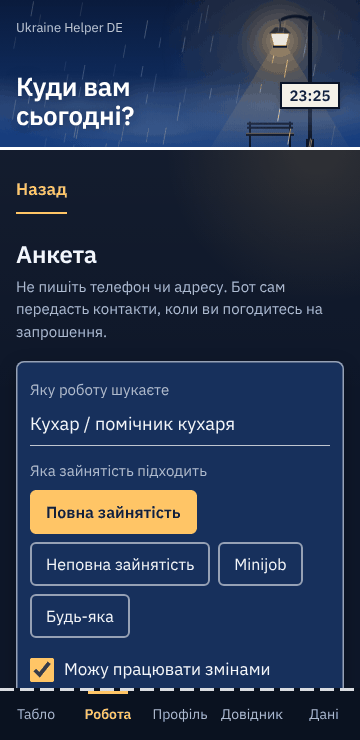 Ukraine Helper DE
Куди вам
сьогодні?
23:25
Назад
Анкета
Не пишіть телефон чи адресу. Бот сам
передасть контакти, коли ви погодитесь на
запрошення.
Яку роботу шукаєте
Кухар / помічник кухаря
Яка зайнятість підходить
Повна зайнятість
Неповна зайнятість Minijob
Будь-яка
Можу працювати змінами
Табло Робота Профіль Довідник Дані